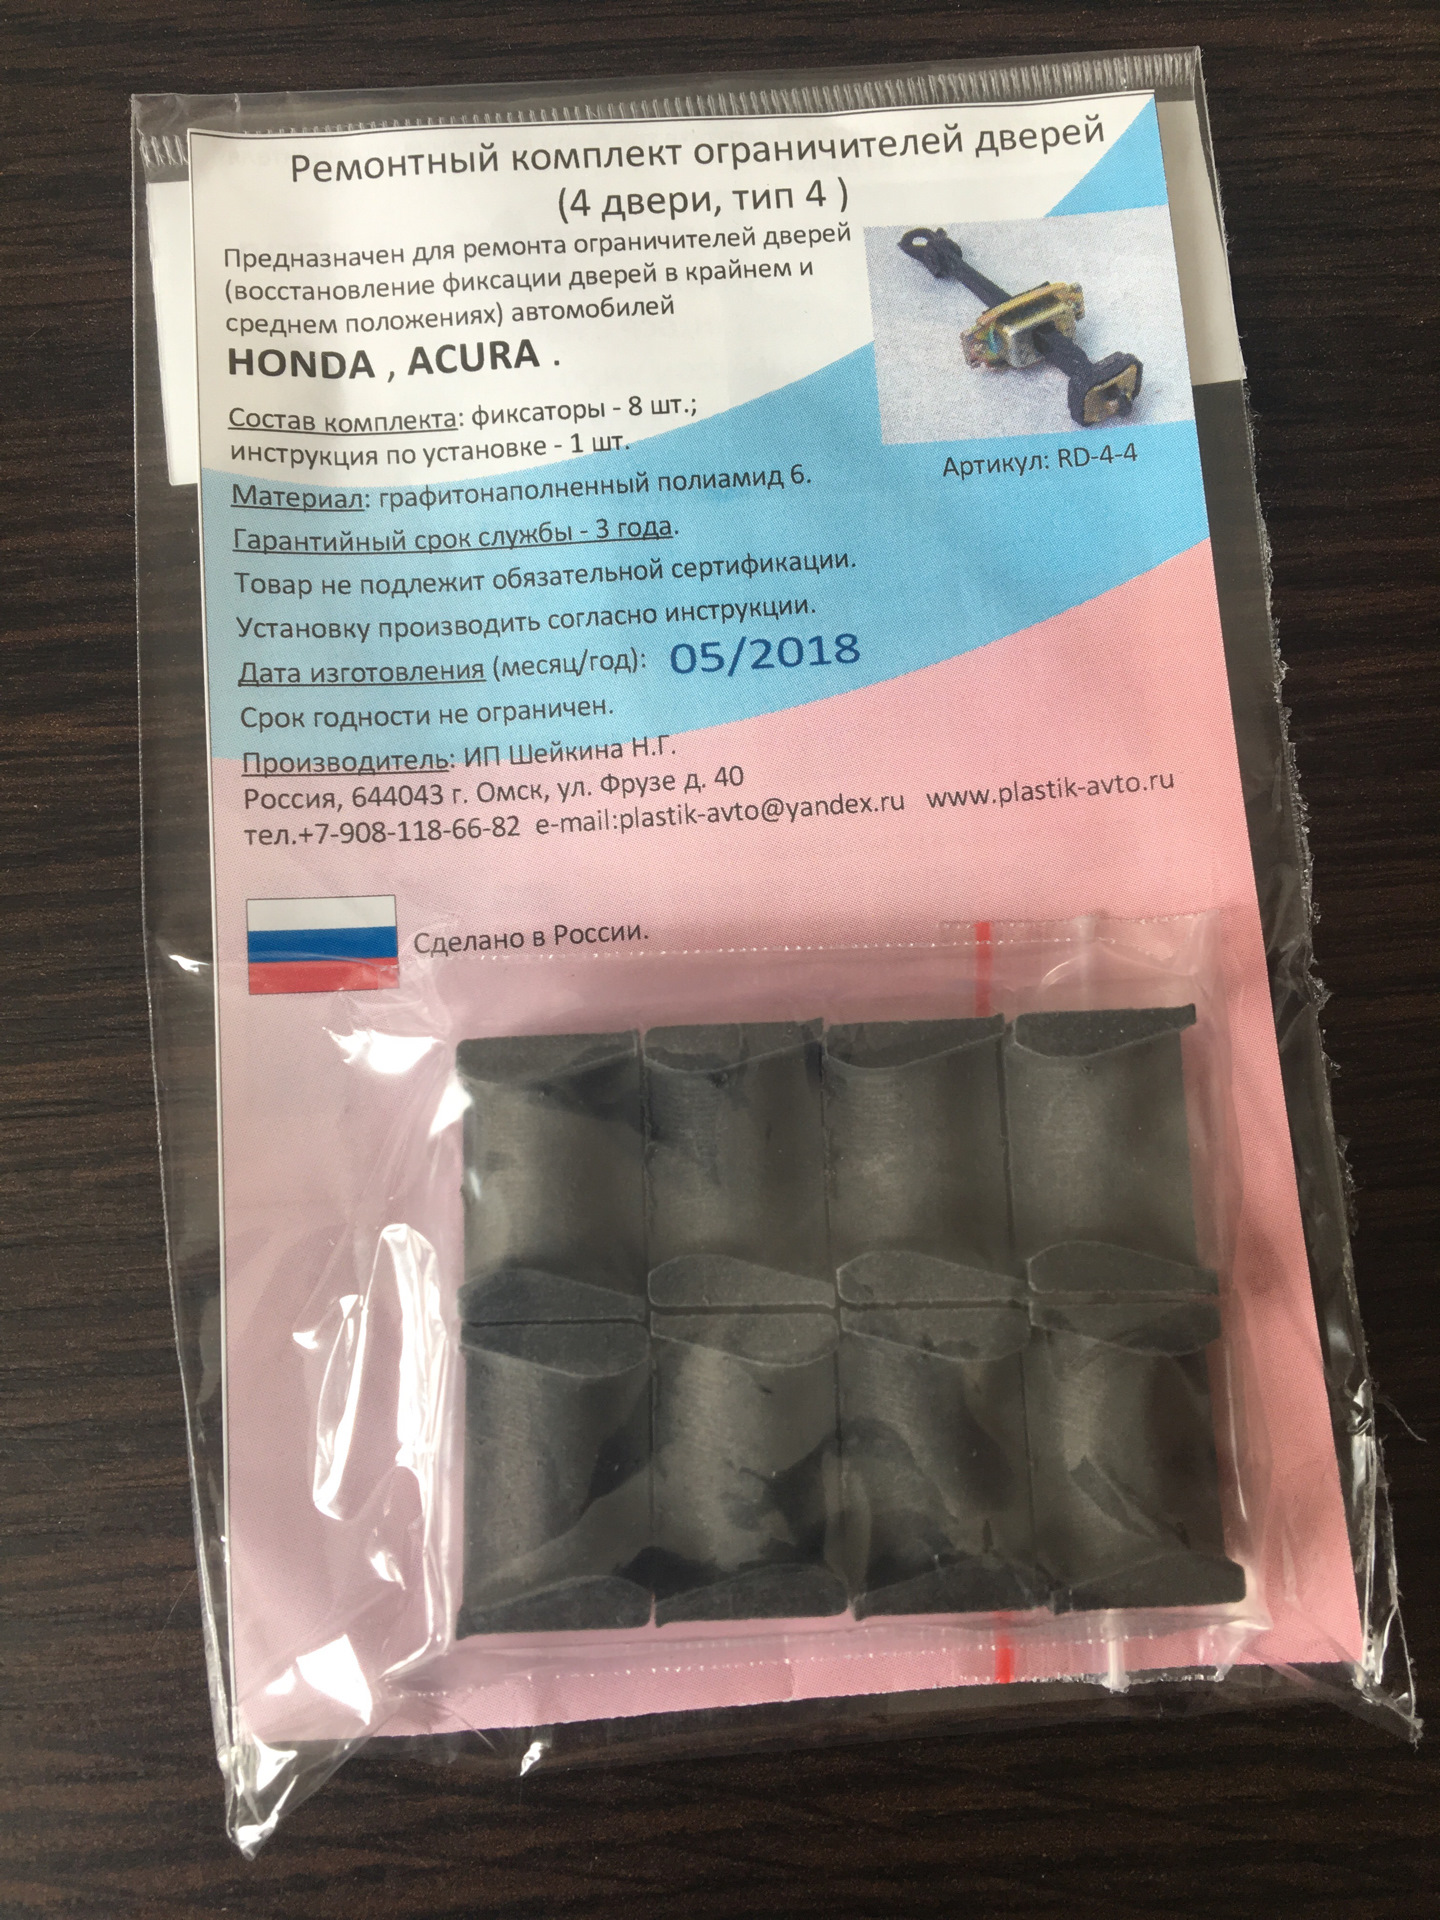 Ремонтный комплект ограничителей дверей
(4 двери, тип 4 )
Предназначен для ремонта ограничителей дверей
(восстановление фиксации дверей в крайнем и
среднем положениях) автомобилей
HONDA , ACURA .
Состав комплекта: фиксаторы - 8 шт.;
инструкция по установке - 1 шт.
Артикул: RD-4-4
Материал: графитонаполненный полиамид 6.
Гарантийный срок службы - 3 года.
Товар не подлежит обязательной сертификации.
Установку производить согласно инструкции.
Дата изготовления (месяц/год): 05/2018
Срок годности не ограничен.
Производитель: ИП Шейкина Н.Г.
Россия, 644043 г. Омск, ул. Фрузе д. 40
тел.+7-908-118-66-82 e-mail:plastik-avto@yandex.ru www.plastik-avto.ru
Сделано в России.